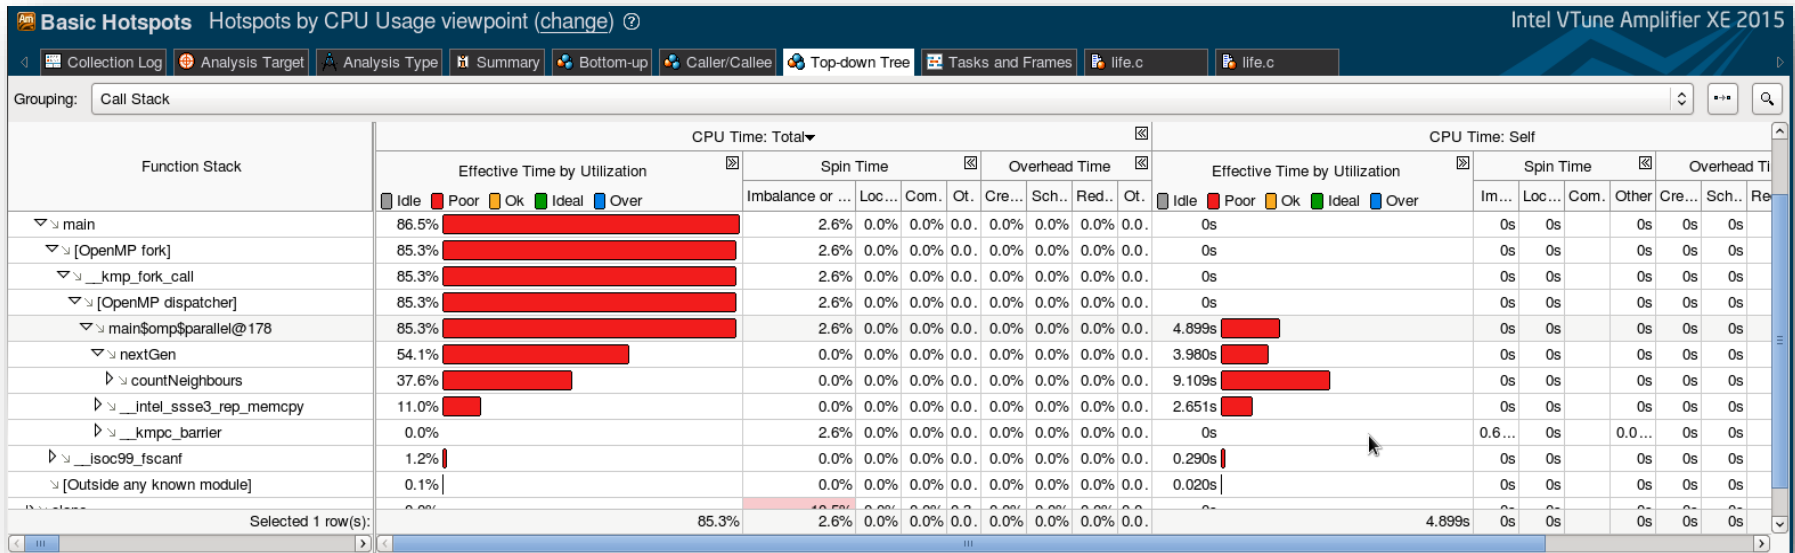 Basic Hotspots Hotspots by CPU Usage viewpoint (change) Intel VTune Amplifier XE 2015
Collection Log Analysis Target Analysis Type Summary Bottom-up Caller/Callee Top-down Tree Tasks and Frames life.c life.c
Grouping: Call Stack
CPU Time: Total CPU Time: Self
Function Stack Effective Time by Utilization Spin Time Overhead Time Effective Time by Utilization Spin Time Overhead Ti
Idle Poor Ok Ideal Over Imbalance or ... Loc... Com. Ot. Cre... Sch.. Red.. Ot. Idle Poor Ok Ideal Over Im... Loc... Com. Other Cre... Sch.. Re
main 86.5% 2.6% 0.0% 0.0% 0.0. 0.0% 0.0% 0.0% 0.0. 0s 0s 0s 0s 0s 0s
[OpenMP fork] 85.3% 2.6% 0.0% 0.0% 0.0. 0.0% 0.0% 0.0% 0.0. 0s 0s 0s 0s 0s 0s
__kmp_fork_call 85.3% 2.6% 0.0% 0.0% 0.0. 0.0% 0.0% 0.0% 0.0. 0s 0s 0s 0s 0s 0s
[OpenMP dispatcher] 85.3% 2.6% 0.0% 0.0% 0.0. 0.0% 0.0% 0.0% 0.0. 0s 0s 0s 0s 0s 0s
main$omp$parallel@178 85.3% 2.6% 0.0% 0.0% 0.0. 0.0% 0.0% 0.0% 0.0. 4.899s 0s 0s 0s 0s 0s
nextGen 54.1% 0.0% 0.0% 0.0% 0.0. 0.0% 0.0% 0.0% 0.0. 3.980s 0s 0s 0s 0s 0s
countNeighbours 37.6% 0.0% 0.0% 0.0% 0.0. 0.0% 0.0% 0.0% 0.0. 9.109s 0s 0s 0s 0s 0s
__intel_ssse3_rep_memcpy 11.0% 0.0% 0.0% 0.0% 0.0. 0.0% 0.0% 0.0% 0.0. 2.651s 0s 0s 0s 0s 0s
__kmpc_barrier 0.0% 2.6% 0.0% 0.0% 0.0. 0.0% 0.0% 0.0% 0.0. 0s 0.6... 0s 0.0... 0s 0s
__isoc99_fscanf 1.2% 0.0% 0.0% 0.0% 0.0. 0.0% 0.0% 0.0% 0.0. 0.290s 0s 0s 0s 0s 0s
[Outside any known module] 0.1% 0.0% 0.0% 0.0% 0.0. 0.0% 0.0% 0.0% 0.0. 0.020s 0s 0s 0s 0s 0s
Selected 1 row(s): 85.3% 2.6% 0.0% 0.0% 0.0. 0.0% 0.0% 0.0% 0.0. 4.899s 0s 0s 0s 0s 0s